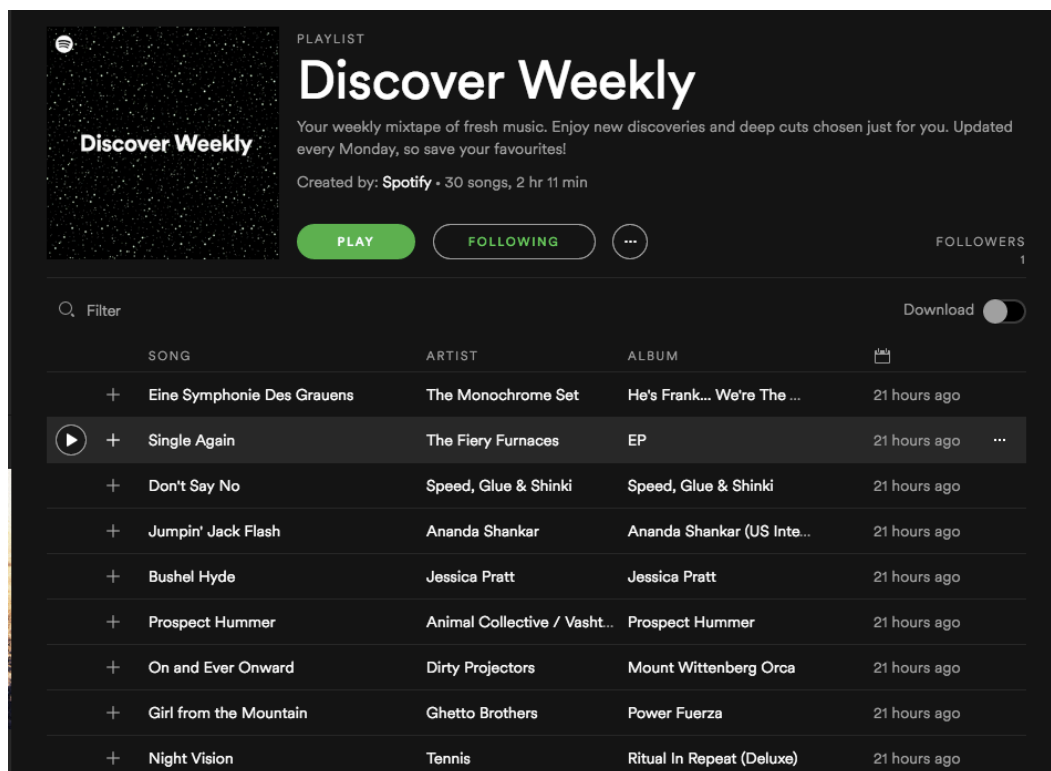 Discover Weekly
PLAYLIST
Discover Weekly
Your weekly mixtape of fresh music. Enjoy new discoveries and deep cuts chosen just for you. Updated
every Monday, so save your favourites!
Created by: Spotify • 30 songs, 2 hr 11 min
PLAY FOLLOWING ··· FOLLOWERS
1
Filter Download
SONG ARTIST ALBUM
+ Eine Symphonie Des Grauens The Monochrome Set He's Frank... We're The ... 21 hours ago
+ Single Again The Fiery Furnaces EP 21 hours ago ···
+ Don't Say No Speed, Glue & Shinki Speed, Glue & Shinki 21 hours ago
+ Jumpin' Jack Flash Ananda Shankar Ananda Shankar (US Inte... 21 hours ago
+ Bushel Hyde Jessica Pratt Jessica Pratt 21 hours ago
+ Prospect Hummer Animal Collective / Vasht... Prospect Hummer 21 hours ago
+ On and Ever Onward Dirty Projectors Mount Wittenberg Orca 21 hours ago
+ Girl from the Mountain Ghetto Brothers Power Fuerza 21 hours ago
+ Night Vision Tennis Ritual In Repeat (Deluxe) 21 hours ago